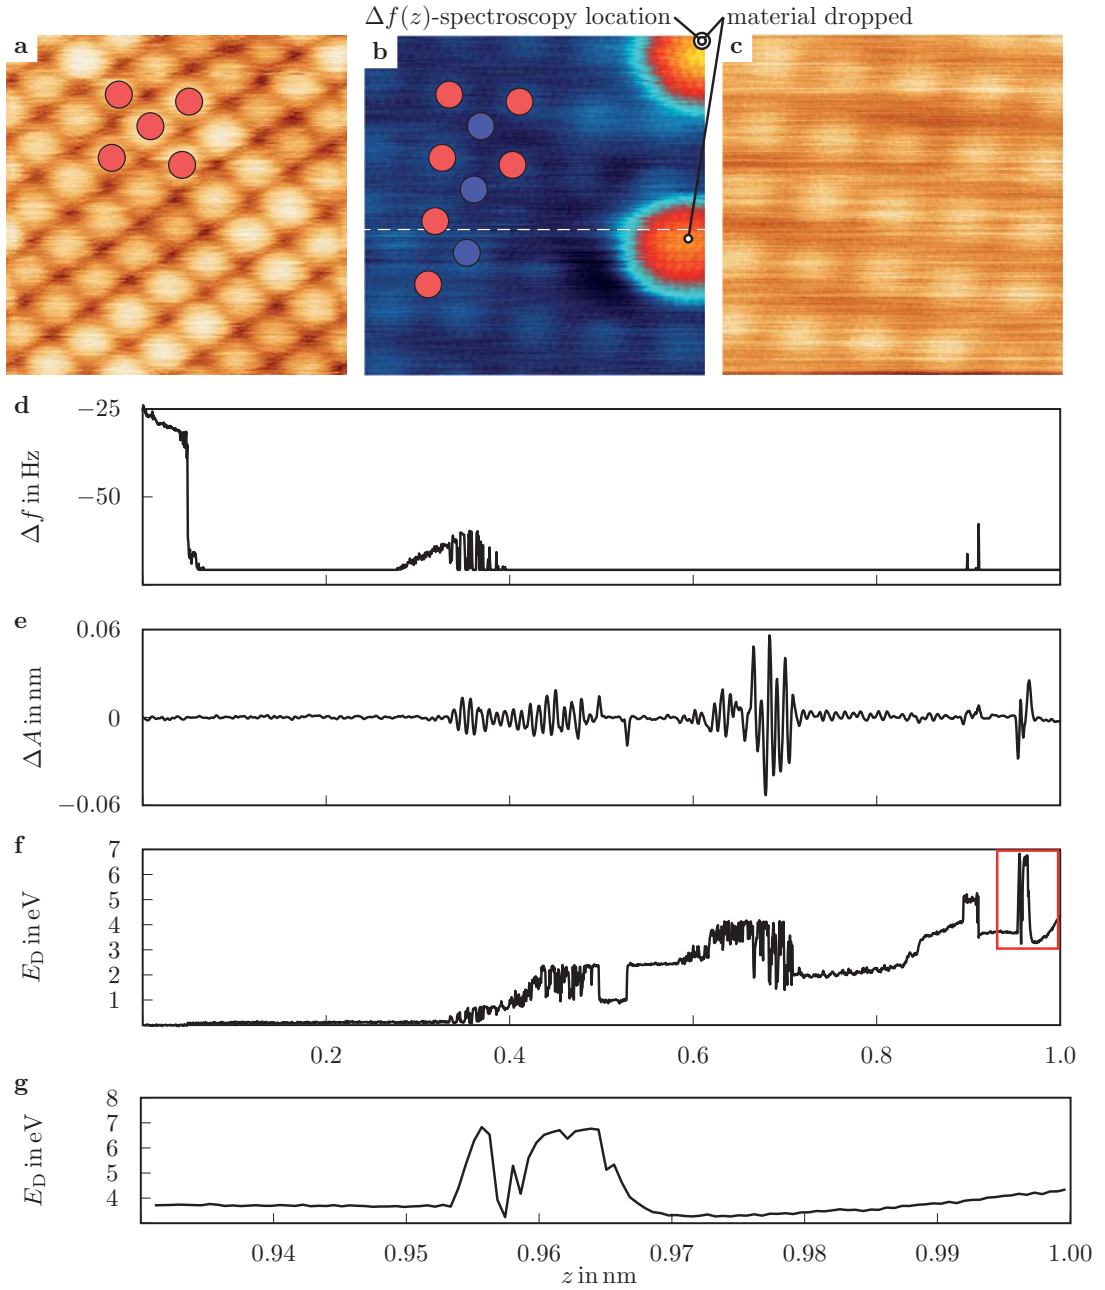 Δf(z)-spectroscopy location
material dropped
a
b
c
d
−25
−50
Δf in Hz
e
0.06
0
−0.06
ΔA in nm
f
7
6
5
4
3
2
1
E_D in eV
0.2 0.4 0.6 0.8 1.0
g
8
7
6
5
4
E_D in eV
0.94 0.95 0.96 0.97 0.98 0.99 1.00
z in nm